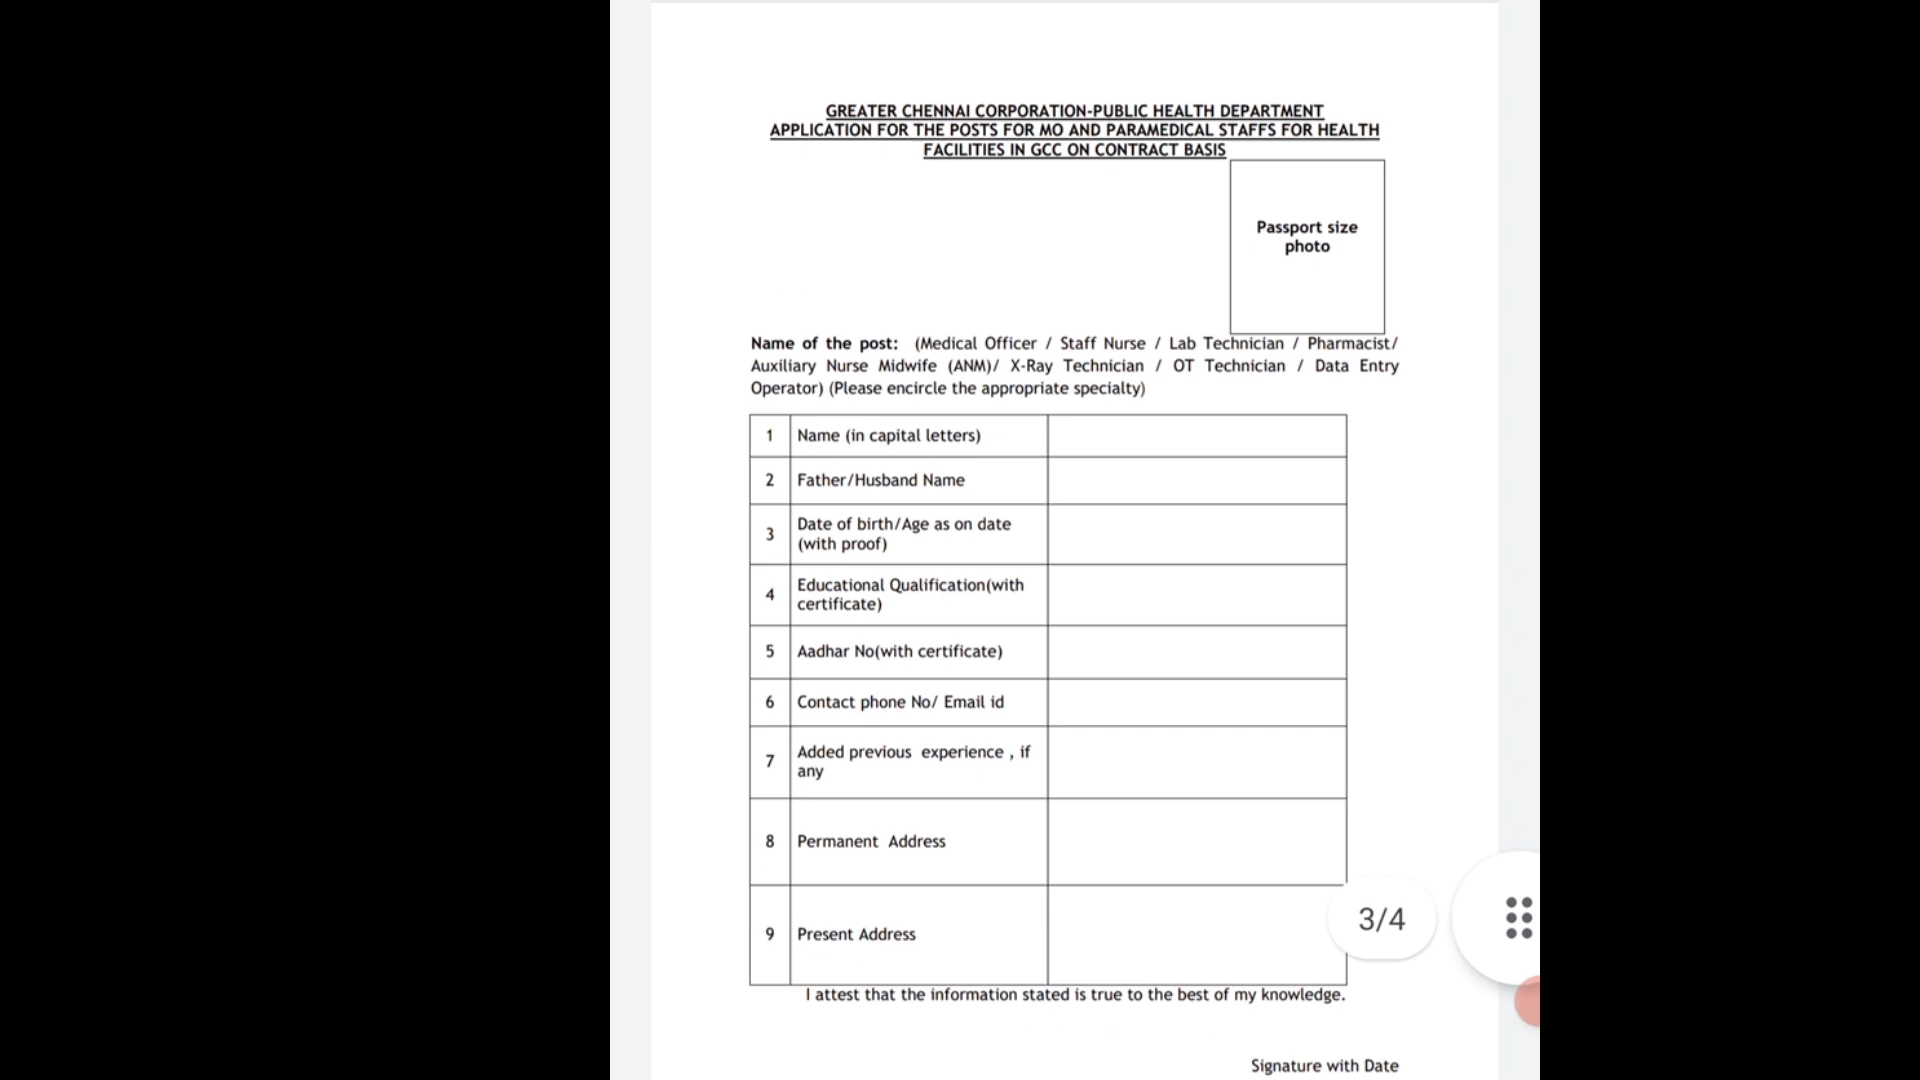 GREATER CHENNAI CORPORATION-PUBLIC HEALTH DEPARTMENT
APPLICATION FOR THE POSTS FOR MO AND PARAMEDICAL STAFFS FOR HEALTH
FACILITIES IN GCC ON CONTRACT BASIS
Passport size
photo
Name of the post: (Medical Officer / Staff Nurse / Lab Technician / Pharmacist/
Auxiliary Nurse Midwife (ANM)/ X-Ray Technician / OT Technician / Data Entry
Operator) (Please encircle the appropriate specialty)
1 Name (in capital letters)
2 Father/Husband Name
3 Date of birth/Age as on date
(with proof)
4 Educational Qualification(with
certificate)
5 Aadhar No(with certificate)
6 Contact phone No/ Email id
7 Added previous experience , if
any
8 Permanent Address
9 Present Address
3/4
I attest that the information stated is true to the best of my knowledge.
Signature with Date